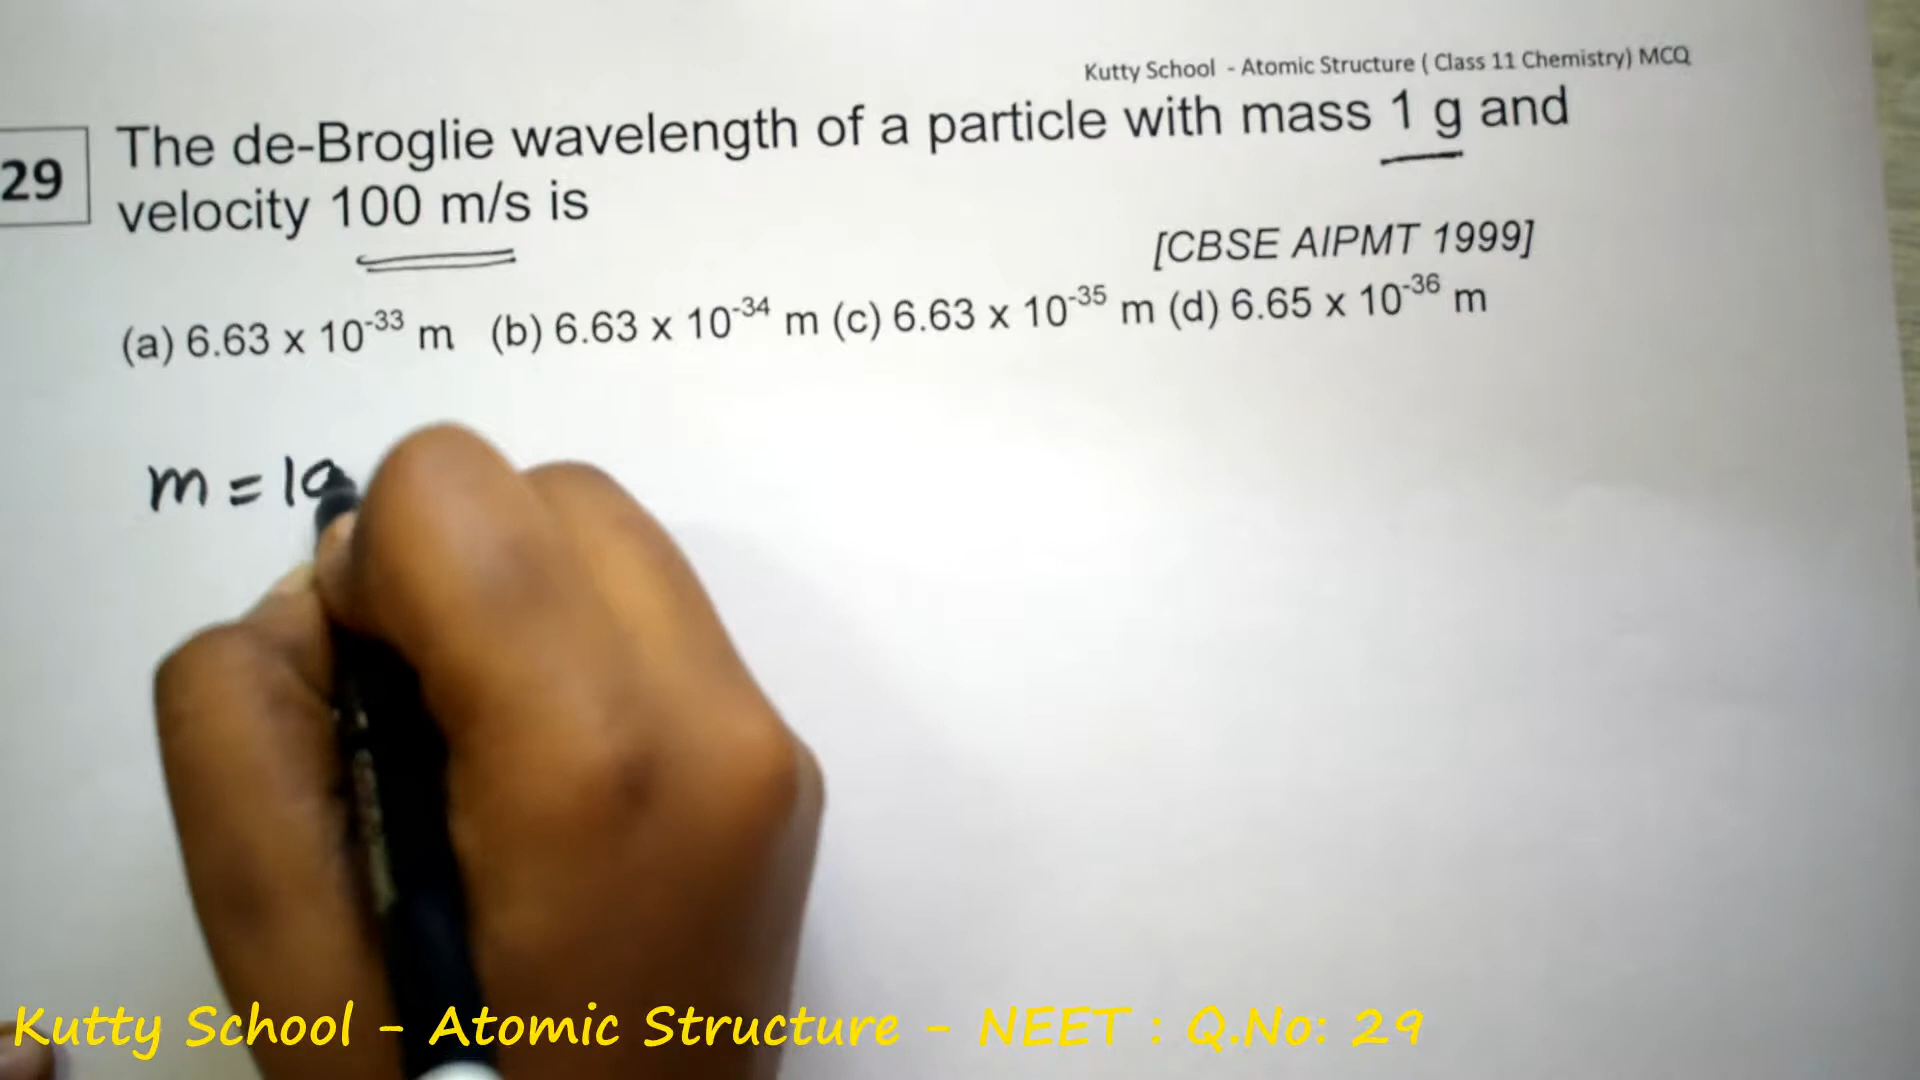 Kutty School - Atomic Structure ( Class 11 Chemistry) MCQ
29
The de-Broglie wavelength of a particle with mass 1 g and
velocity 100 m/s is
[CBSE AIPMT 1999]
(a) 6.63 x 10⁻³³ m (b) 6.63 x 10⁻³⁴ m (c) 6.63 x 10⁻³⁵ m (d) 6.65 x 10⁻³⁶ m
m = 1
Kutty School - Atomic Structure - NEET : Q.No: 29